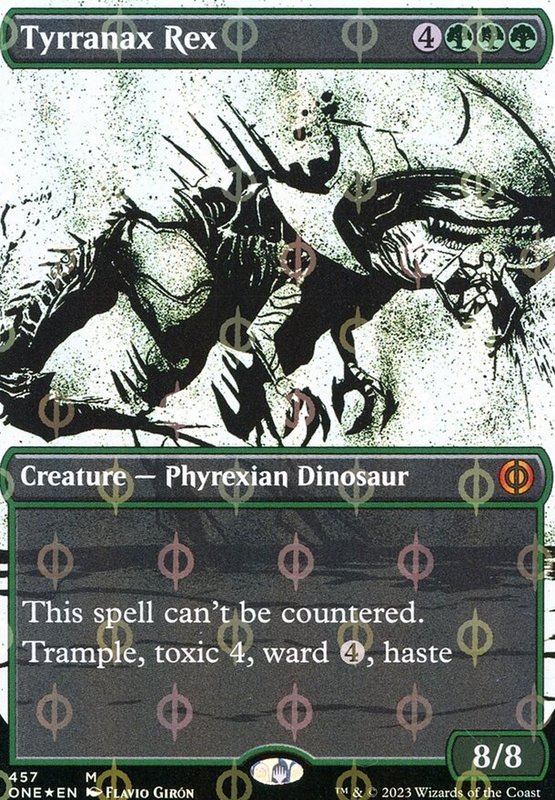 Tyrranax Rex 4
Creature — Phyrexian Dinosaur
This spell can't be countered.
Trample, toxic 4, ward 4, haste
8/8
457 M
ONE★EN Flavio Girón ™ & © 2023 Wizards of the Coast